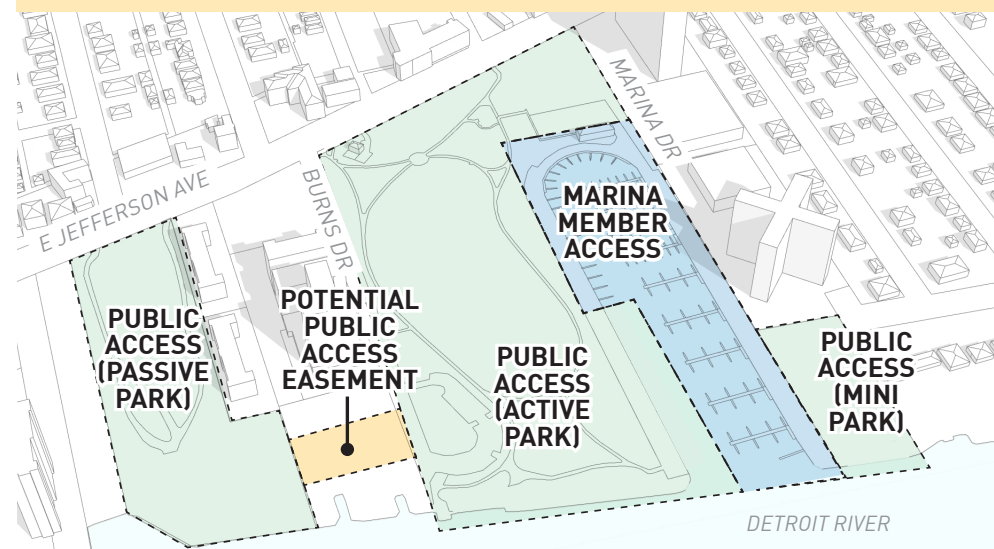 MARINA DR
MARINA
MEMBER
ACCESS
E JEFFERSON AVE
BURNS DR
PUBLIC
ACCESS
(PASSIVE
PARK)
POTENTIAL
PUBLIC
ACCESS
EASEMENT
PUBLIC
ACCESS
(ACTIVE
PARK)
PUBLIC
ACCESS
(MINI
PARK)
DETROIT RIVER